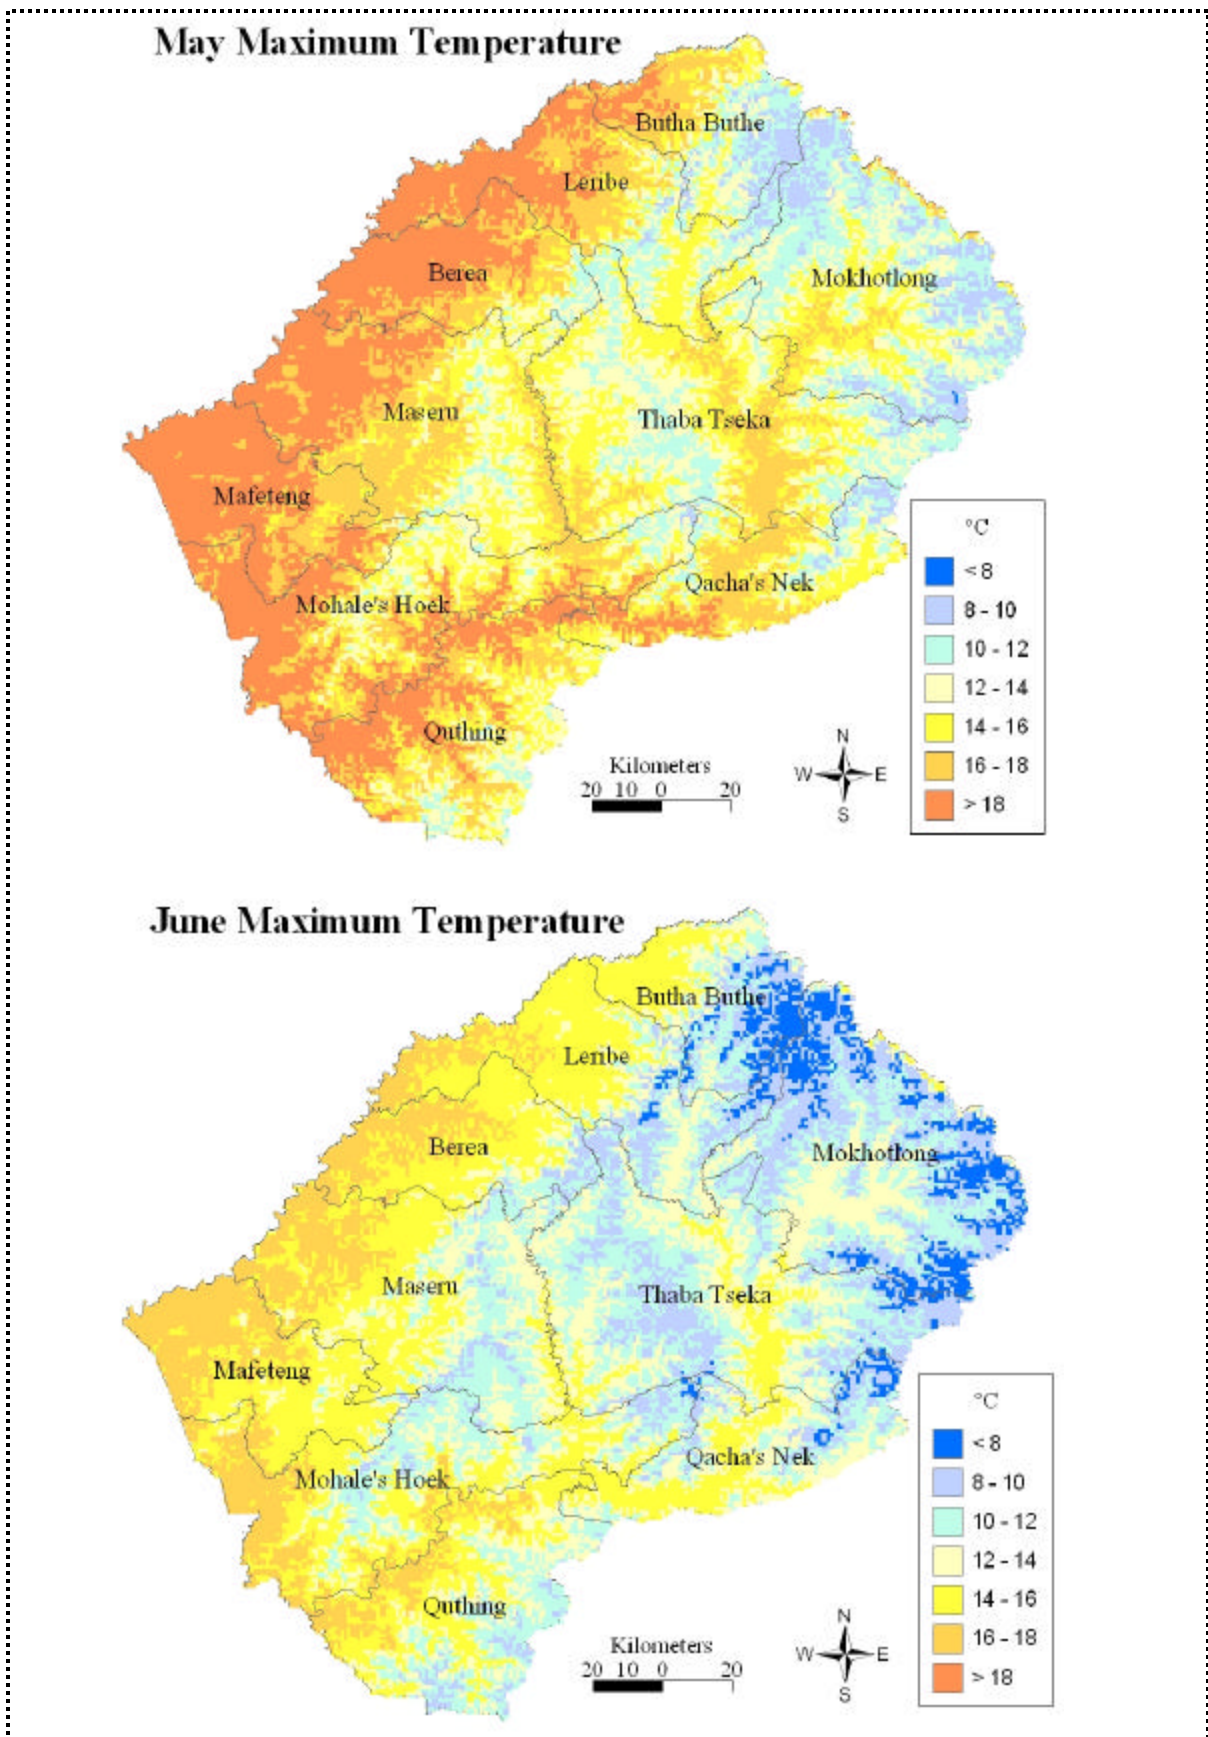 May Maximum Temperature
Butha Buthe
Leribe
Berea
Mokhotlong
Maseru
Thaba Tseka
Mafeteng
°C
< 8
Qacha's Nek
Mohale's Hoek
8 - 10
10 - 12
12 - 14
Quthing
14 - 16
N
Kilometers
16 - 18
W E
20 10 0 20
> 18
S
June Maximum Temperature
Butha Buthe
Leribe
Berea
Mokhotlong
Maseru
Thaba Tseka
Mafeteng
°C
< 8
Qacha's Nek
Mohale's Hoek
8 - 10
10 - 12
12 - 14
Quthing
14 - 16
N
Kilometers
16 - 18
W E
20 10 0 20
> 18
S